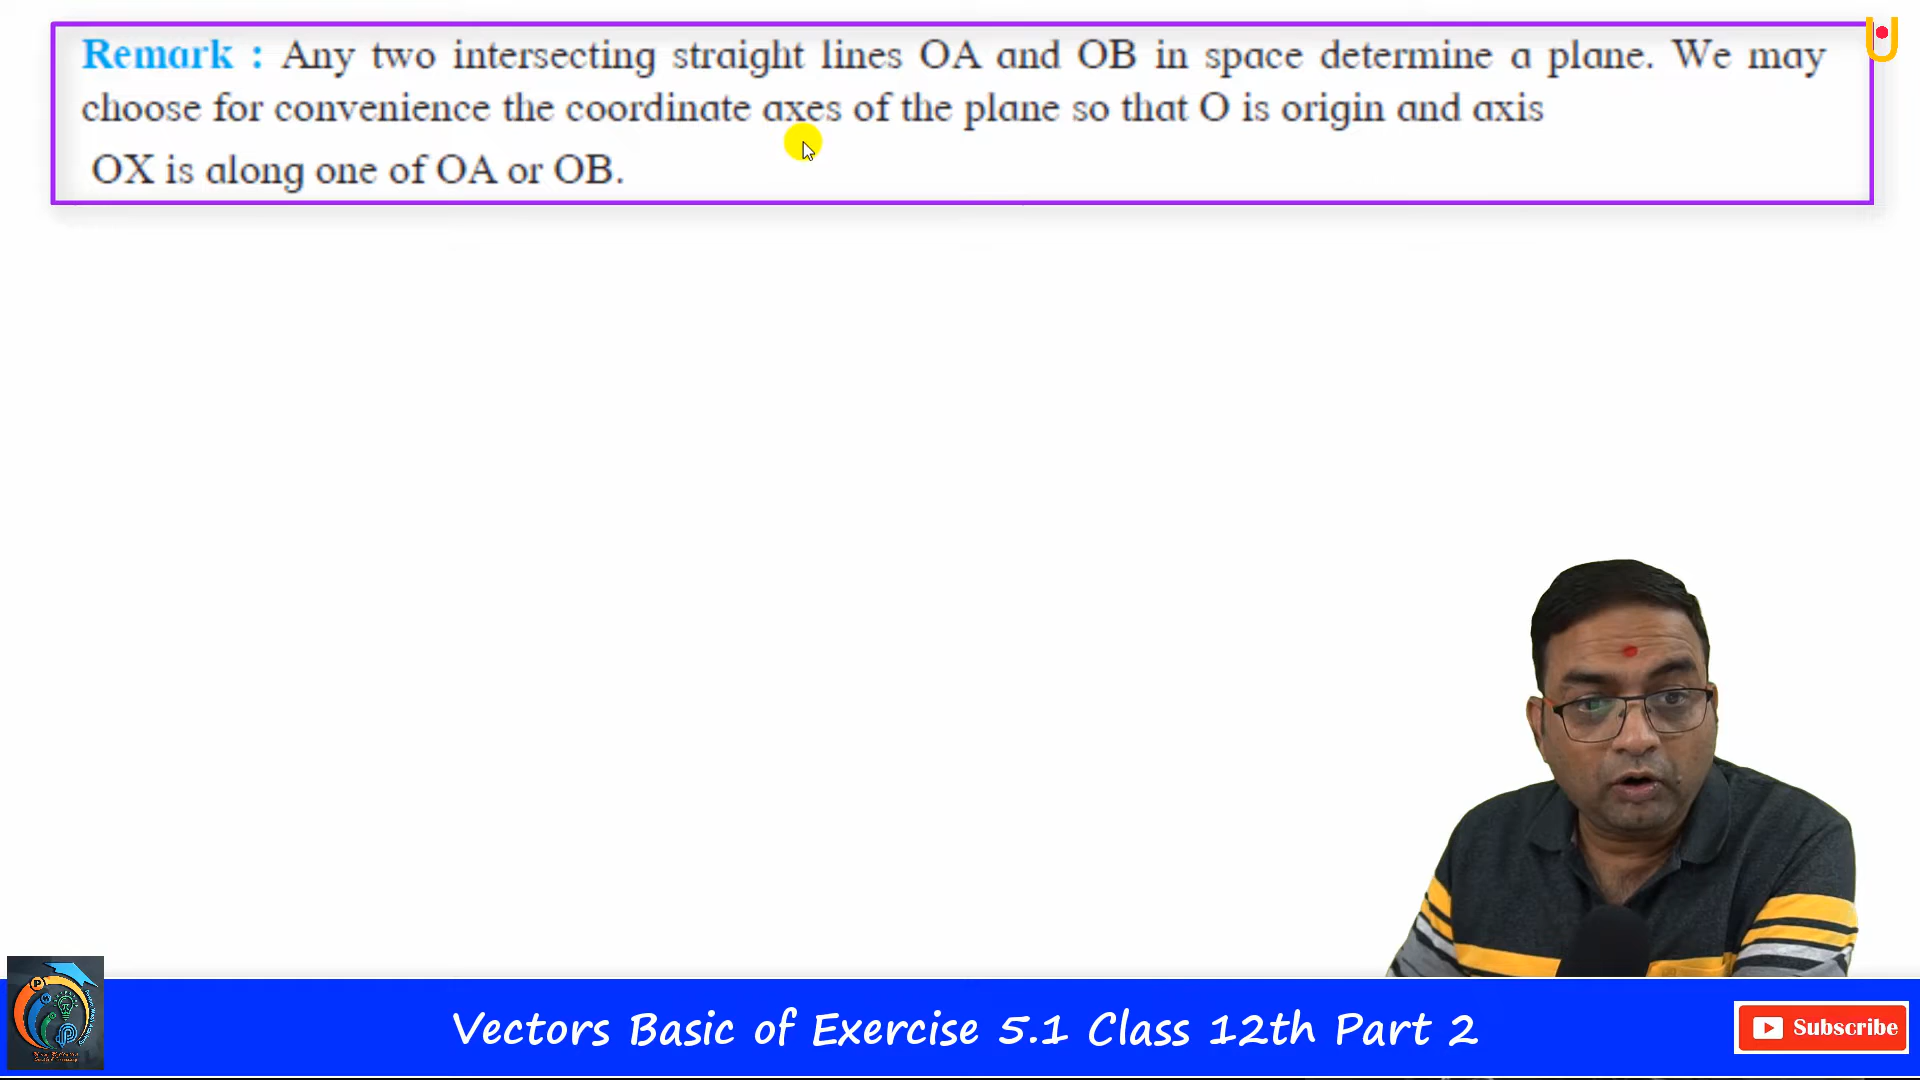 Remark : Any two intersecting straight lines OA and OB in space determine a plane. We may
choose for convenience the coordinate axes of the plane so that O is origin and axis
OX is along one of OA or OB.
Vectors Basic of Exercise 5.1 Class 12th Part 2
Subscribe